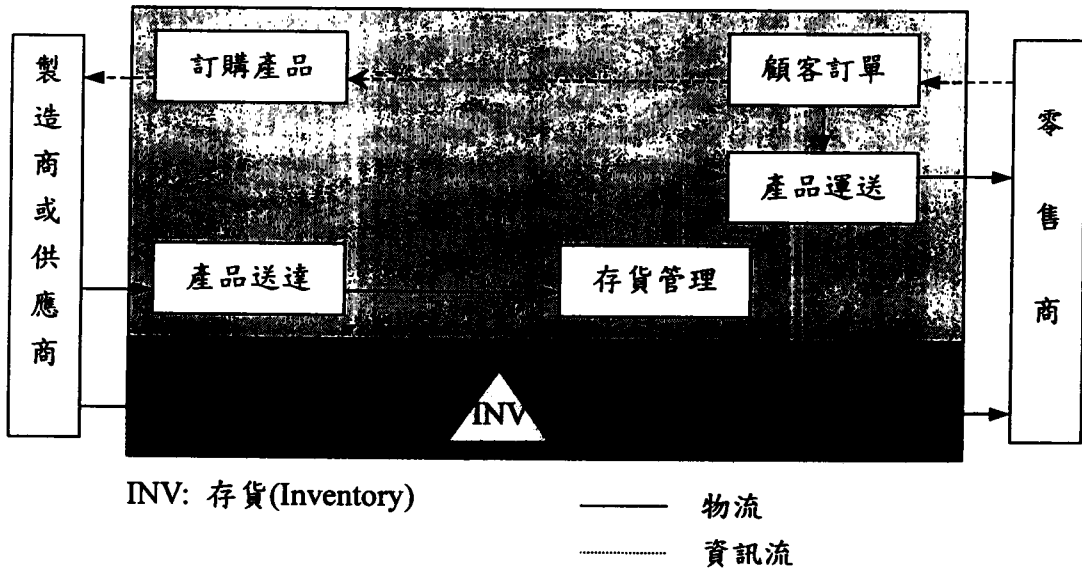 製造商或供應商
訂購產品
顧客訂單
產品運送
產品送達
存貨管理
零售商
INV
INV: 存貨(Inventory)
物流
資訊流